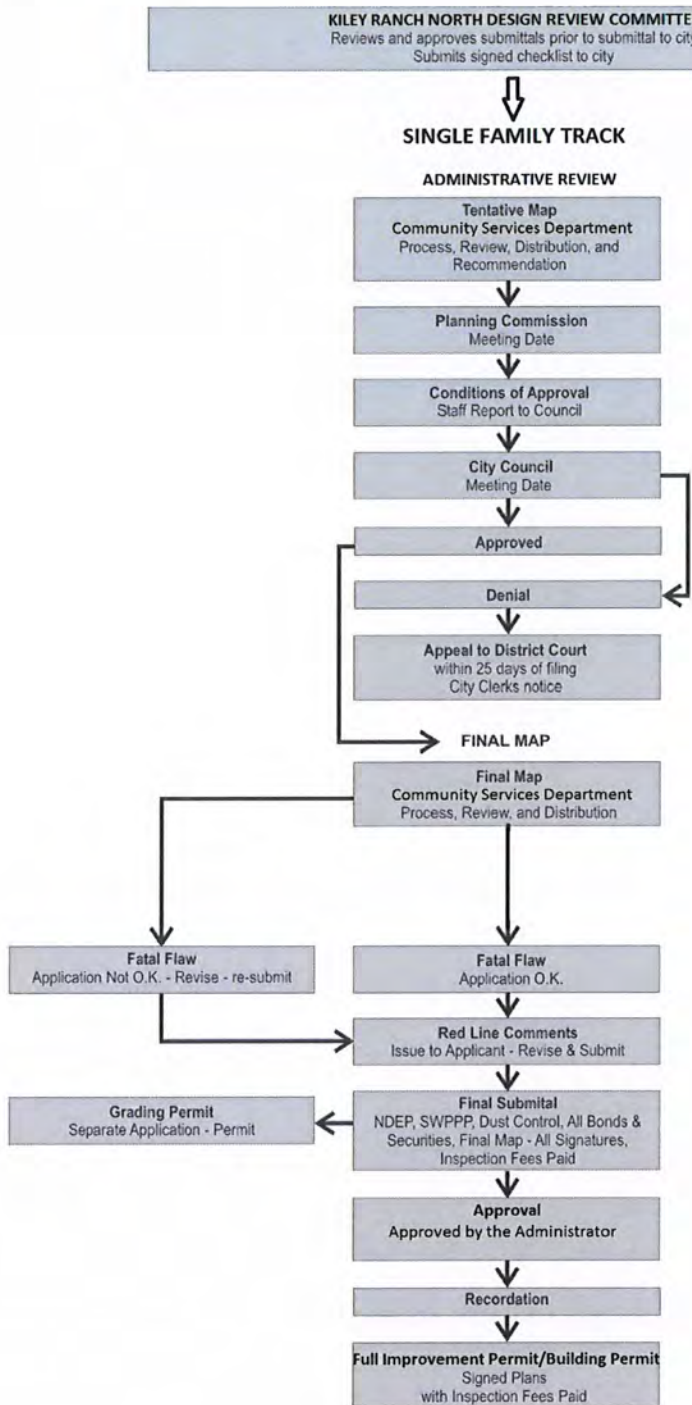 KILEY RANCH NORTH DESIGN REVIEW COMMITTE
Reviews and approves submittals prior to submittal to city
Submits signed checklist to city
SINGLE FAMILY TRACK
ADMINISTRATIVE REVIEW
Tentative Map
Community Services Department
Process, Review, Distribution, and
Recommendation
Planning Commission
Meeting Date
Conditions of Approval
Staff Report to Council
City Council
Meeting Date
Approved
Denial
Appeal to District Court
within 25 days of filing
City Clerks notice
FINAL MAP
Final Map
Community Services Department
Process, Review, and Distribution
Fatal Flaw
Application Not O.K. - Revise - re-submit
Fatal Flaw
Application O.K.
Red Line Comments
Issue to Applicant - Revise & Submit
Grading Permit
Separate Application - Permit
Final Submital
NDEP, SWPPP, Dust Control, All Bonds &
Securities, Final Map - All Signatures,
Inspection Fees Paid
Approval
Approved by the Administrator
Recordation
Full Improvement Permit/Building Permit
Signed Plans
with Inspection Fees Paid